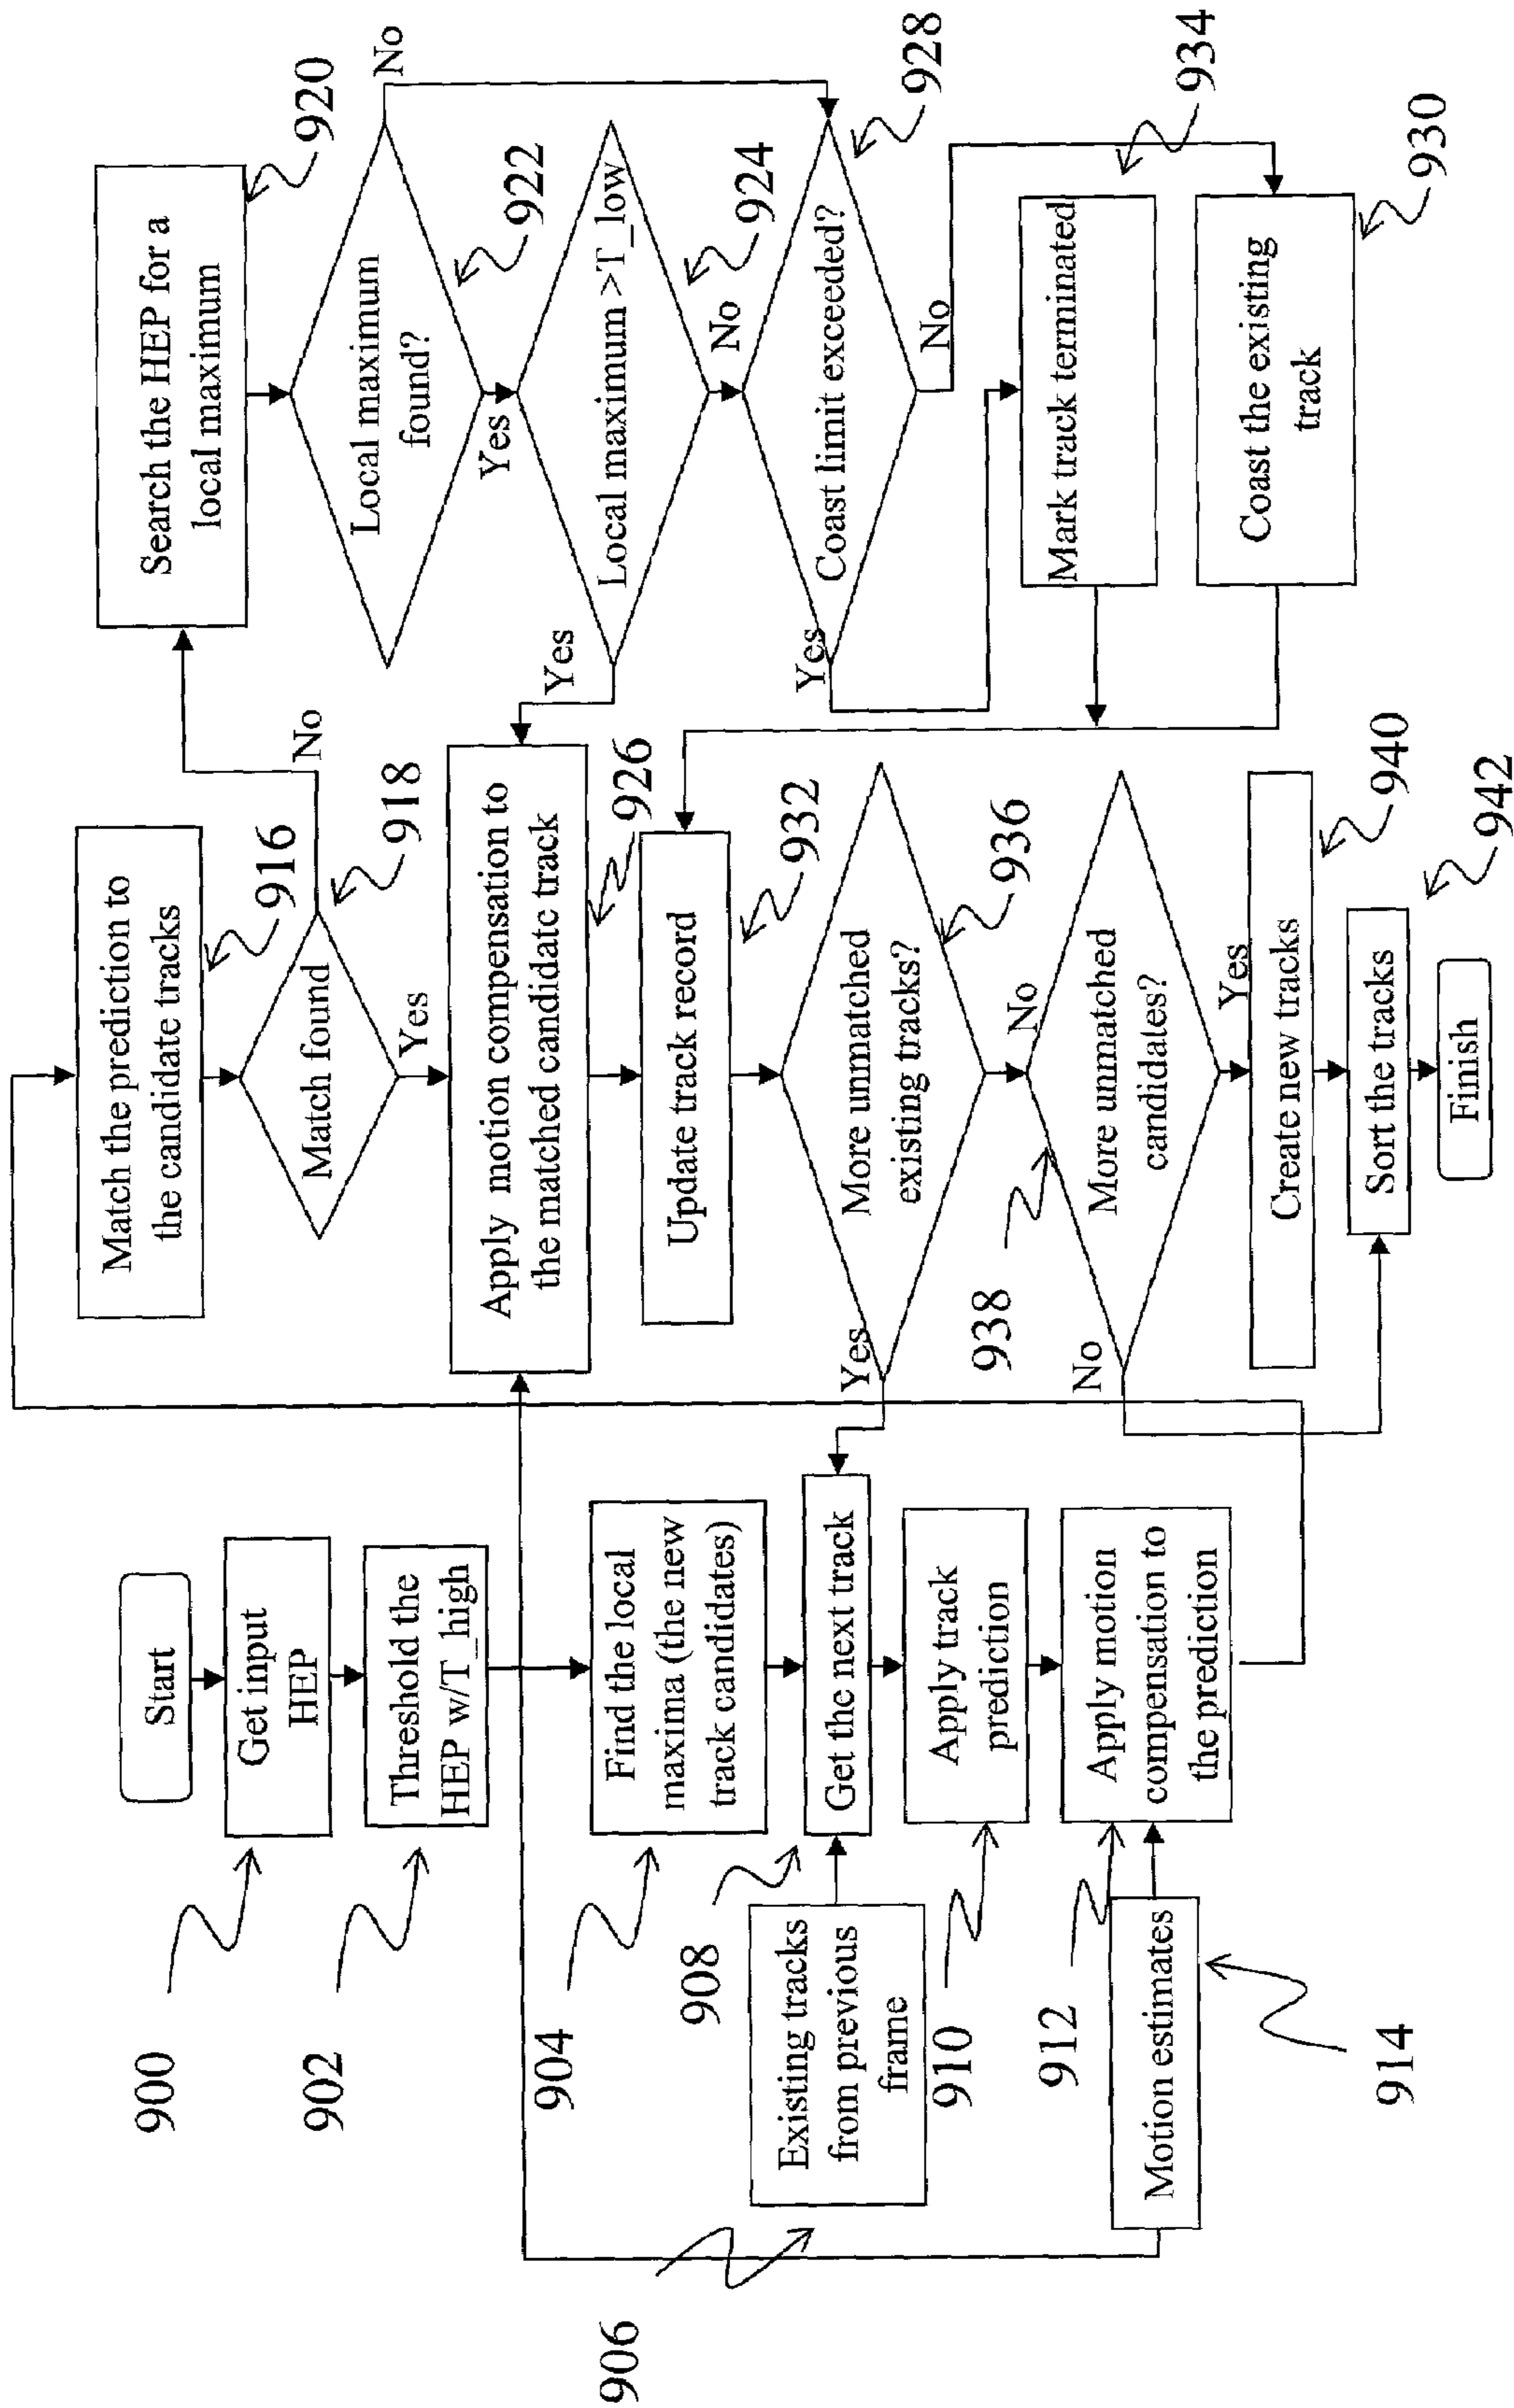 Start
Get input
HEP
900
Threshold the
HEP w/T_high
902
Find the local
maxima (the new
track candidates)
904
Existing tracks
from previous
frame
906
Get the next track
908
Apply track
prediction
910
Apply motion
compensation to
the prediction
912
Motion estimates
914
Match the prediction to
the candidate tracks
916
Match found
918
No
Yes
Apply motion compensation to
the matched candidate track
926
Update track record
932
More unmatched
existing tracks?
936
Yes
No
More unmatched
candidates?
938
No
Yes
Create new tracks
940
Sort the tracks
942
Finish
Search the HEP for a
local maximum
920
Local maximum
found?
922
No
Yes
Local maximum >T_low
924
Yes
No
Coast limit exceeded?
928
Yes
No
Mark track terminated
934
Coast the existing
track
930